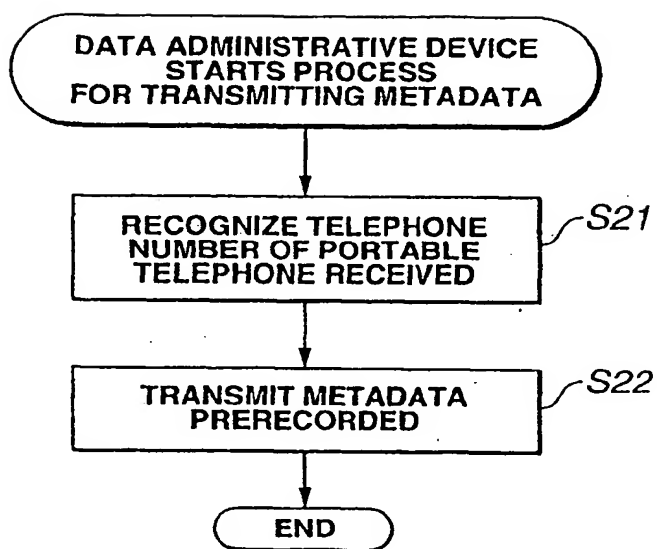 DATA ADMINISTRATIVE DEVICE
STARTS PROCESS
FOR TRANSMITTING METADATA
RECOGNIZE TELEPHONE
NUMBER OF PORTABLE
TELEPHONE RECEIVED
S21
TRANSMIT METADATA
PRERECORDED
S22
END